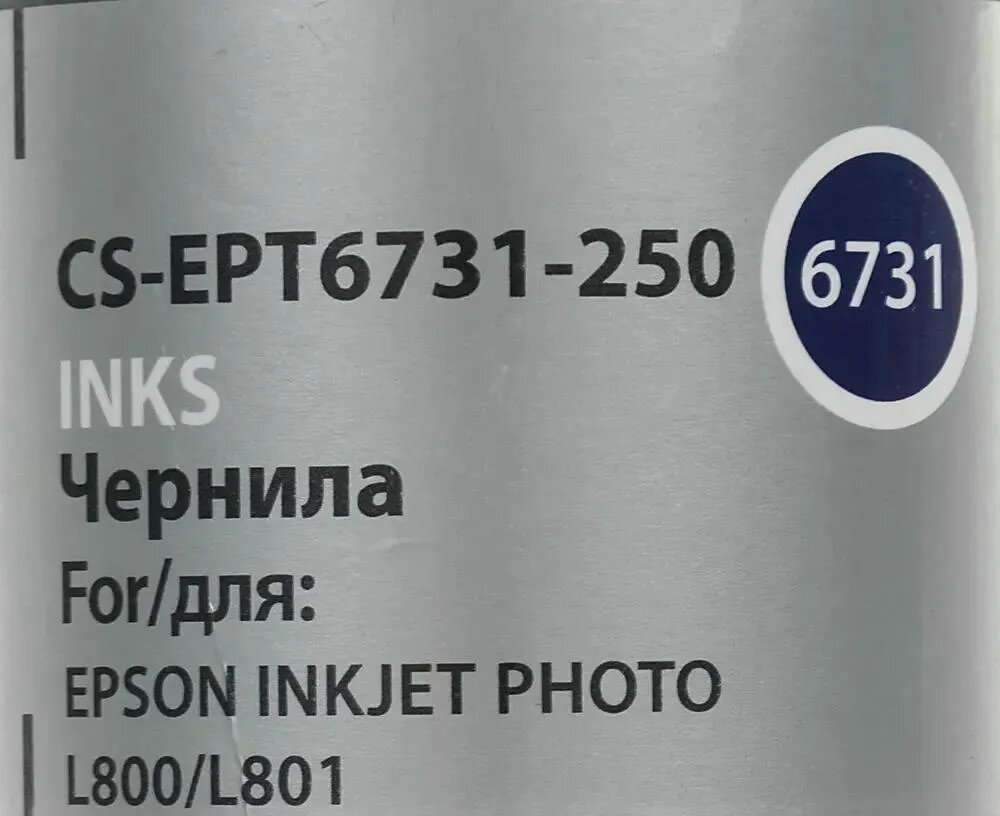 CS-EPT6731-250
6731
INKS
Чернила
For/для:
EPSON INKJET PHOTO
L800/L801